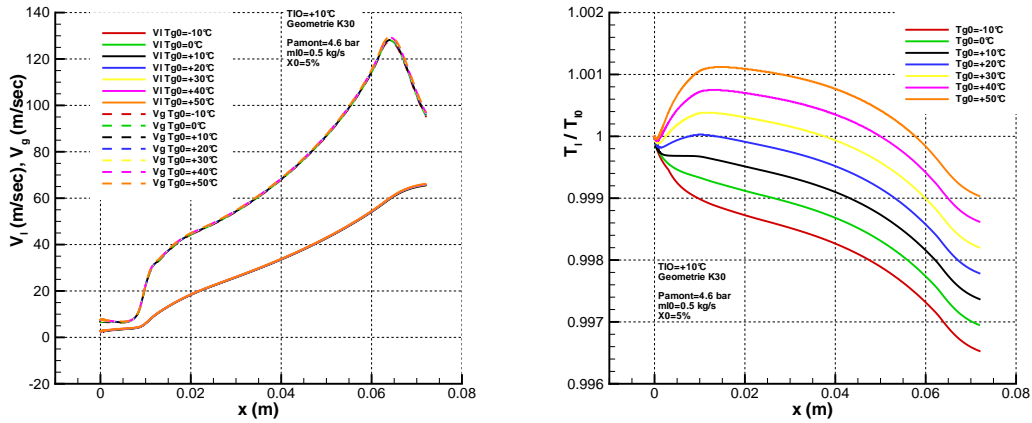 140
120
100
80
60
40
20
0
-20
V_l (m/sec), V_g (m/sec)
Vl Tg0=-10°C
Vl Tg0=0°C
Vl Tg0=+10°C
Vl Tg0=+20°C
Vl Tg0=+30°C
Vl Tg0=+40°C
Vl Tg0=+50°C
Vg Tg0=-10°C
Vg Tg0=0°C
Vg Tg0=+10°C
Vg Tg0=+20°C
Vg Tg0=+30°C
Vg Tg0=+40°C
Vg Tg0=+50°C
TlO=+10°C
Geometrie K30
Pamont=4.6 bar
ml0=0.5 kg/s
X0=5%
0 0.02 0.04 0.06 0.08
x (m)
1.002
1.001
1
0.999
0.998
0.997
0.996
T_l / T_l0
Tg0=-10°C
Tg0=0°C
Tg0=+10°C
Tg0=+20°C
Tg0=+30°C
Tg0=+40°C
Tg0=+50°C
TlO=+10°C
Geometrie K30
Pamont=4.6 bar
ml0=0.5 kg/s
X0=5%
0 0.02 0.04 0.06 0.08
x (m)